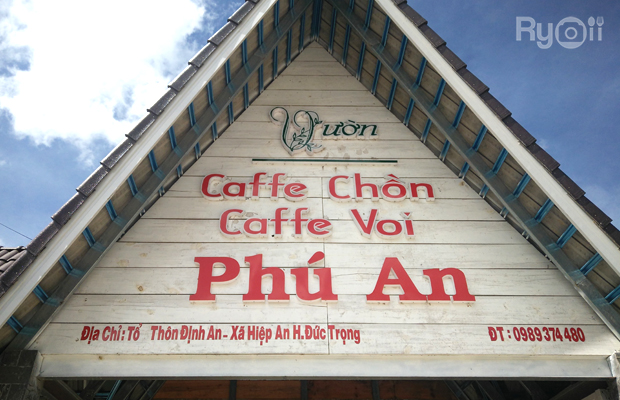 RyOii
Vườn
Caffe Chồn
Caffe Voi
Phú An
Địa Chỉ : Tổ Thôn Định An - Xã Hiệp An H. Đức Trọng
ĐT : 0989 374 480